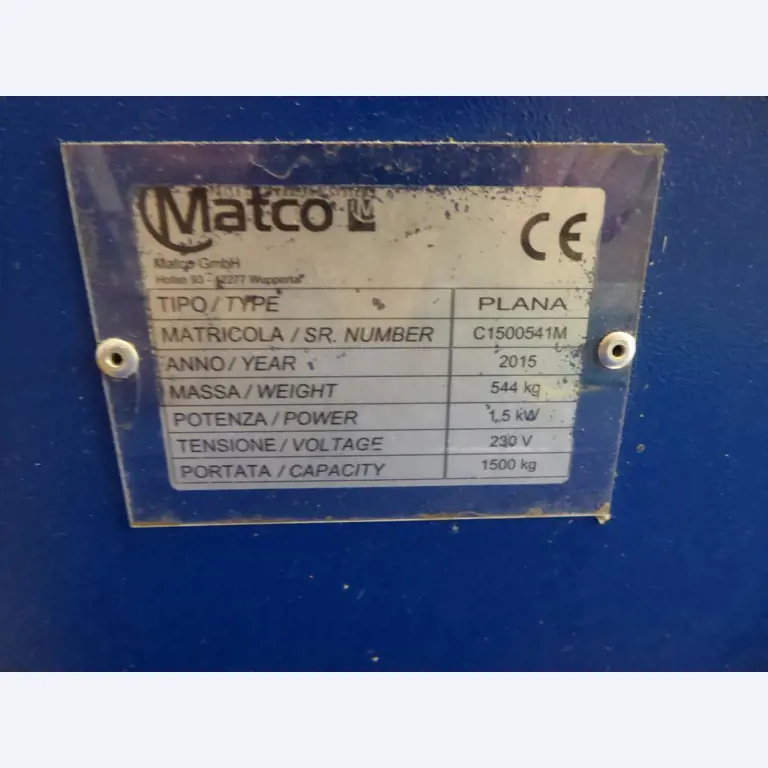 Matco
CE
Matco GmbH
TIPO / TYPE PLANA
MATRICOLA / SR. NUMBER C1500541M
ANNO / YEAR 2015
MASSA / WEIGHT 544 kg
POTENZA / POWER 1,5 kW
TENSIONE / VOLTAGE 230 V
PORTATA / CAPACITY 1500 kg